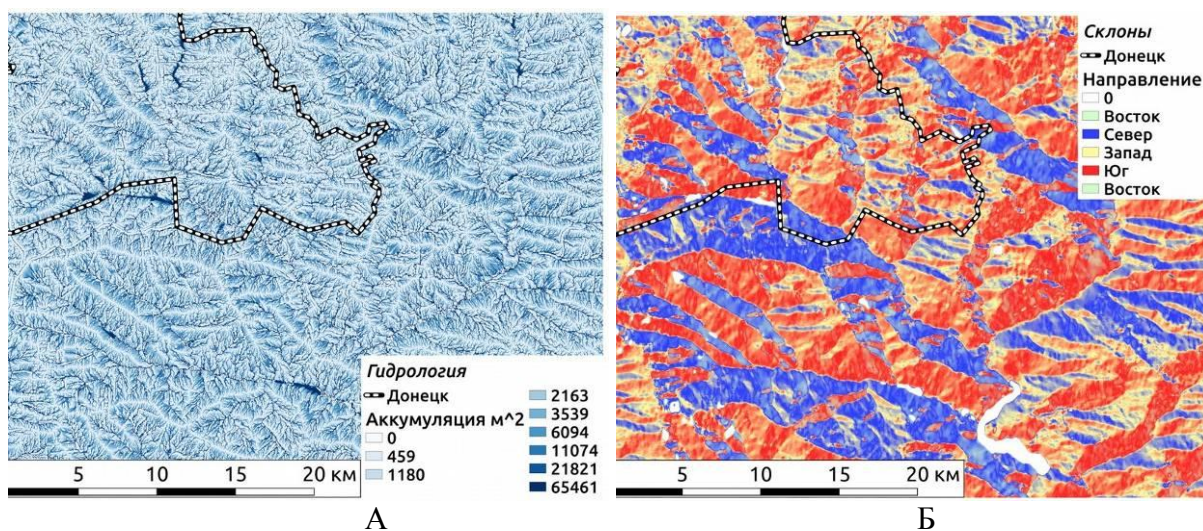 Гидрология
Донецк
Аккумуляция м^2
0
459
1180
2163
3539
6094
11074
21821
65461
5 10 15 20 км
А
Склоны
Донецк
Направление
0
Восток
Север
Запад
Юг
Восток
5 10 15 20 км
Б